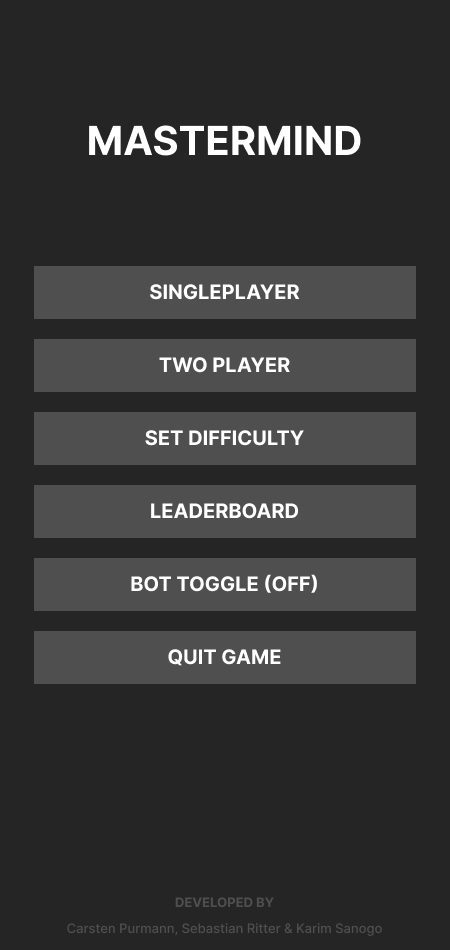 MASTERMIND
SINGLEPLAYER
TWO PLAYER
SET DIFFICULTY
LEADERBOARD
BOT TOGGLE (OFF)
QUIT GAME
DEVELOPED BY
Carsten Purmann, Sebastian Ritter & Karim Sanogo